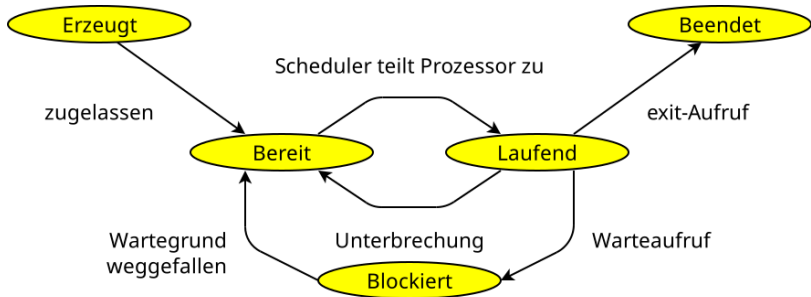 Erzeugt
Beendet
Scheduler teilt Prozessor zu
zugelassen
exit-Aufruf
Bereit
Laufend
Wartegrund
weggefallen
Unterbrechung
Warteaufruf
Blockiert